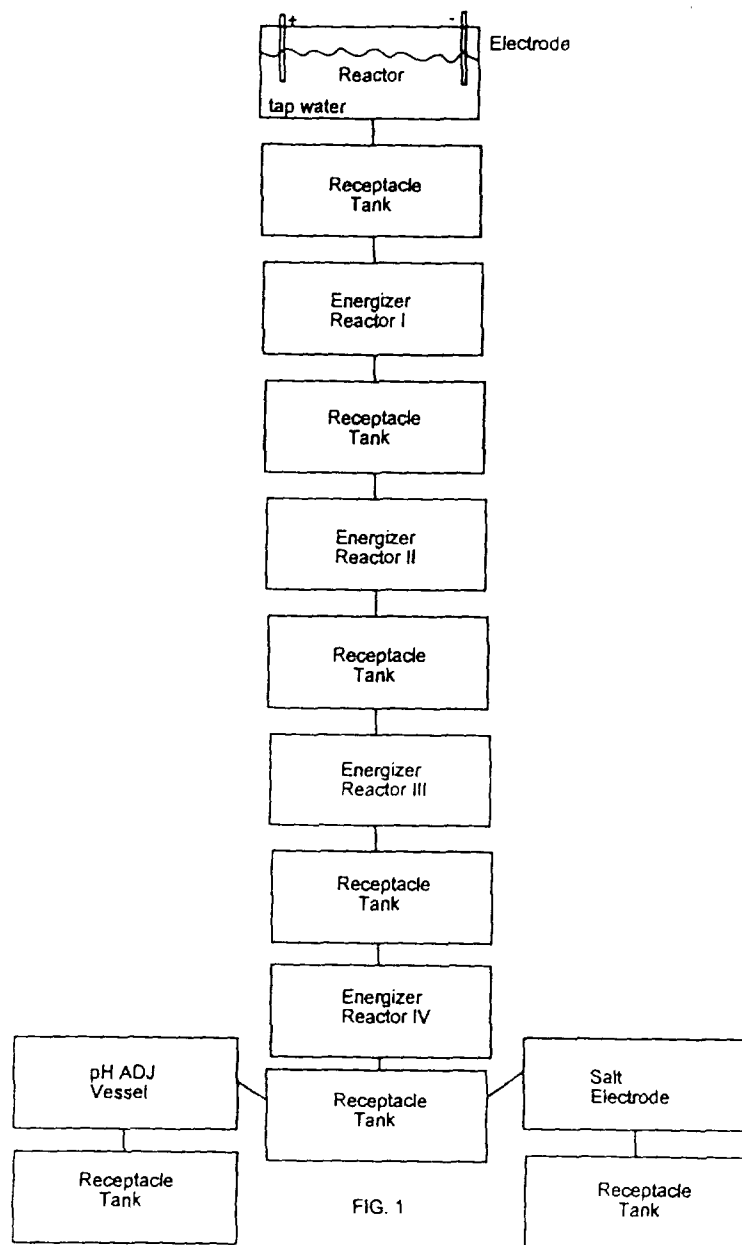 +
-
Electrode
Reactor
tap water
Receptacle
Tank
Energizer
Reactor I
Receptacle
Tank
Energizer
Reactor II
Receptacle
Tank
Energizer
Reactor III
Receptacle
Tank
Energizer
Reactor IV
pH ADJ
Vessel
Receptacle
Tank
Salt
Electrode
Receptacle
Tank
FIG. 1
Receptacle
Tank